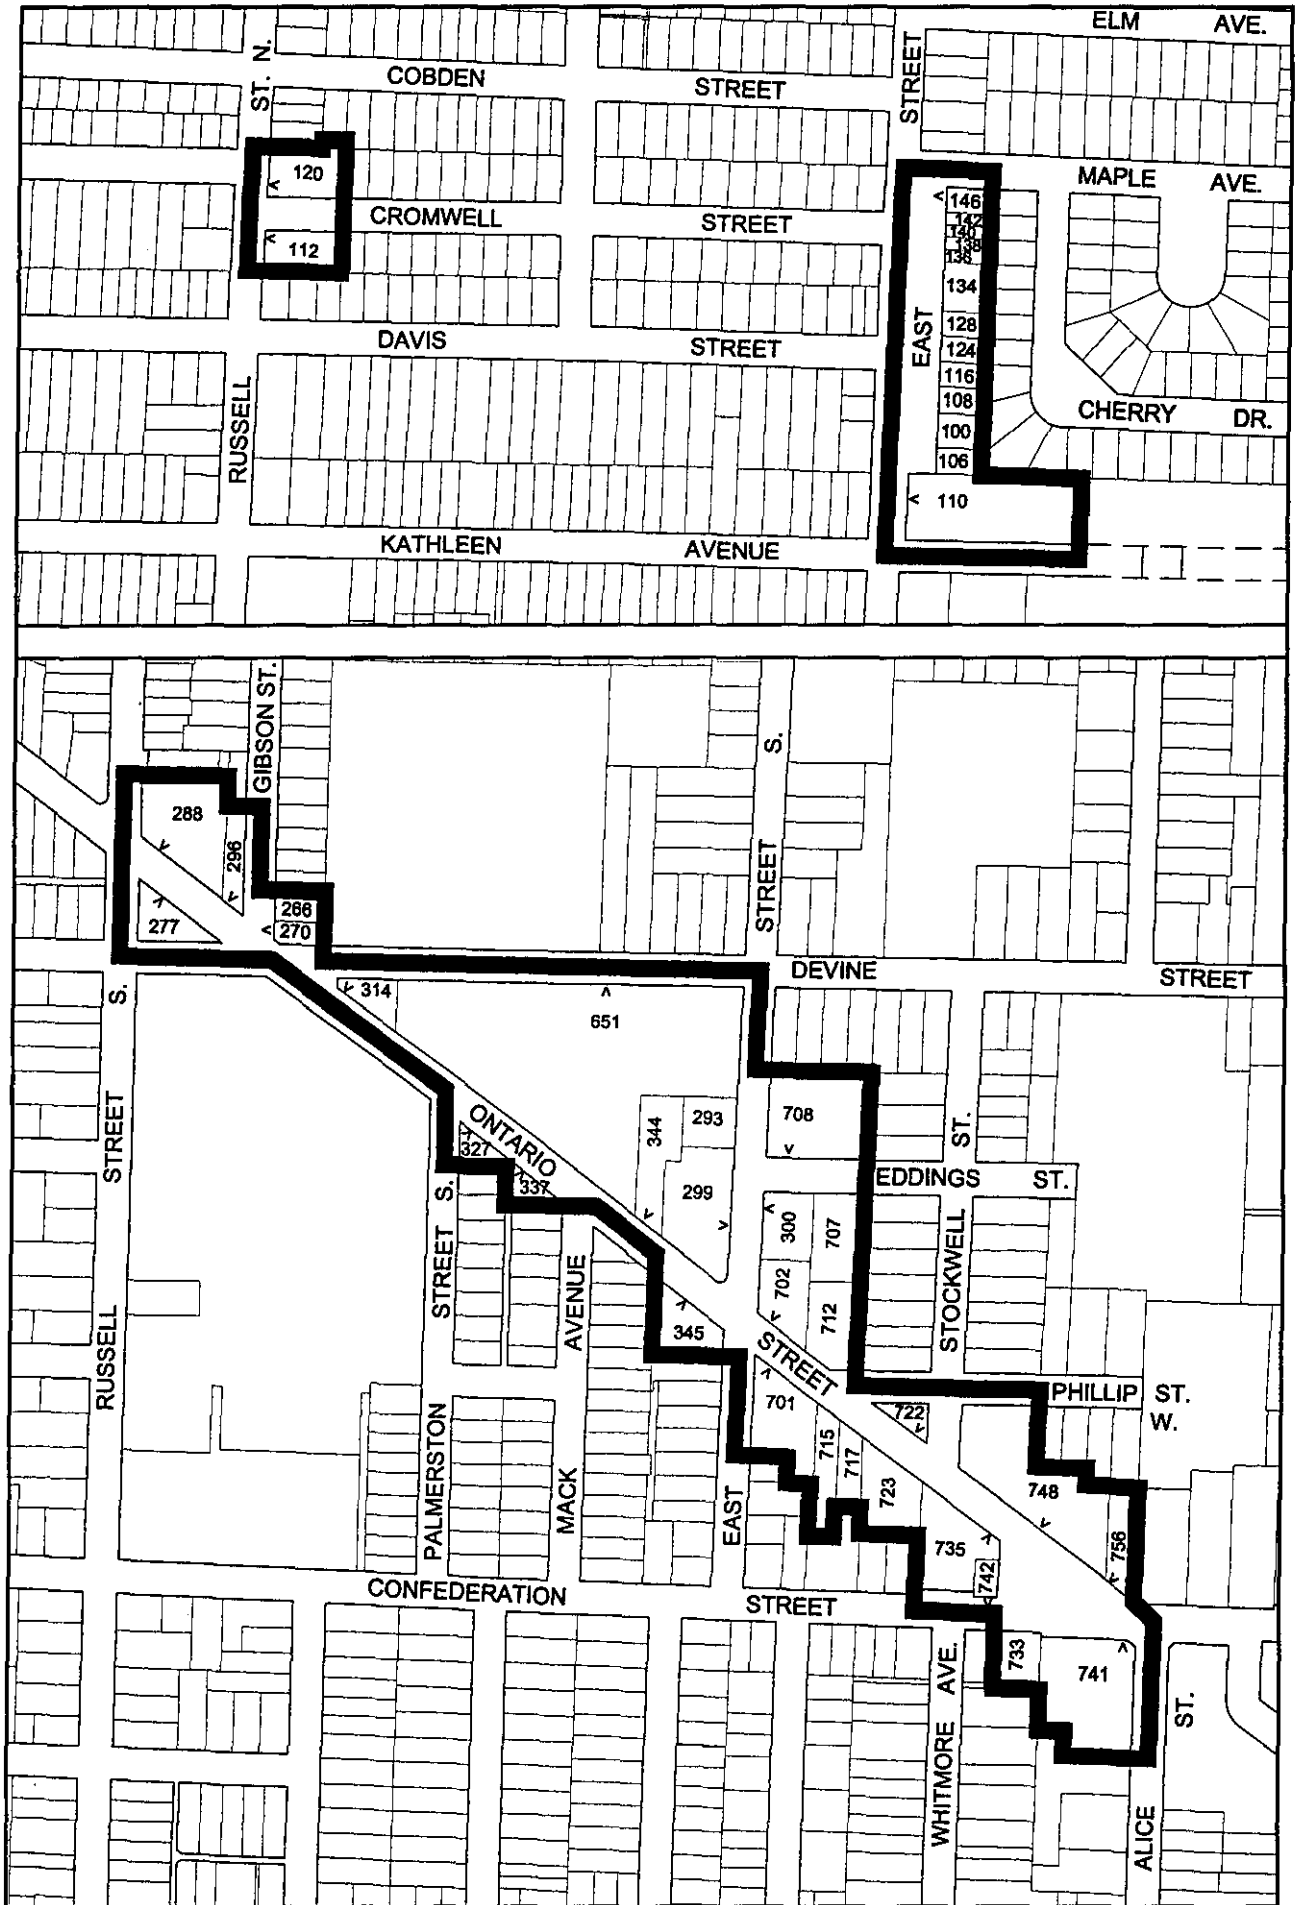 ELM AVE.
ST. N.
COBDEN STREET
STREET
120
MAPLE AVE.
146
CROMWELL STREET
142
140
138
112
136
134
EAST
128
DAVIS STREET
124
116
108
CHERRY DR.
RUSSELL
100
106
110
KATHLEEN AVENUE
GIBSON ST.
S.
288
296
STREET
266
277
270
DEVINE STREET
S.
314
651
ONTARIO
708
293
344
STREET
327
ST.
337
S.
EDDINGS ST.
299
300
707
STREET
AVENUE
702
STOCKWELL
712
345
RUSSELL
STREET
PHILLIP ST.
W.
701
722
715
717
PALMERSTON
723
748
MACK
EAST
735
756
742
CONFEDERATION STREET
733
741
WHITMORE AVE.
ST.
ALICE